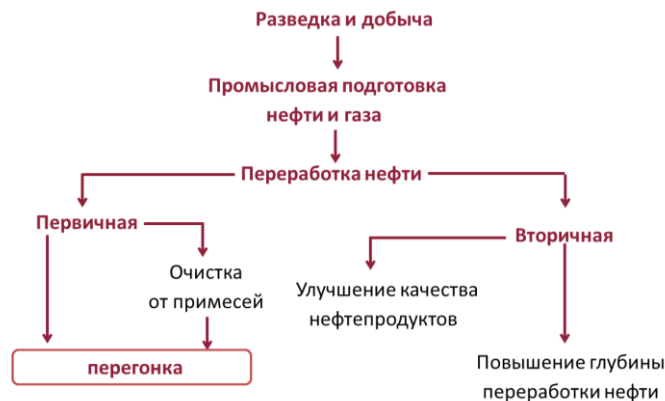 Разведка и добыча
Промысловая подготовка
нефти и газа
Переработка нефти
Первичная
Вторичная
Очистка
от примесей
Улучшение качества
нефтепродуктов
перегонка
Повышение глубины
переработки нефти